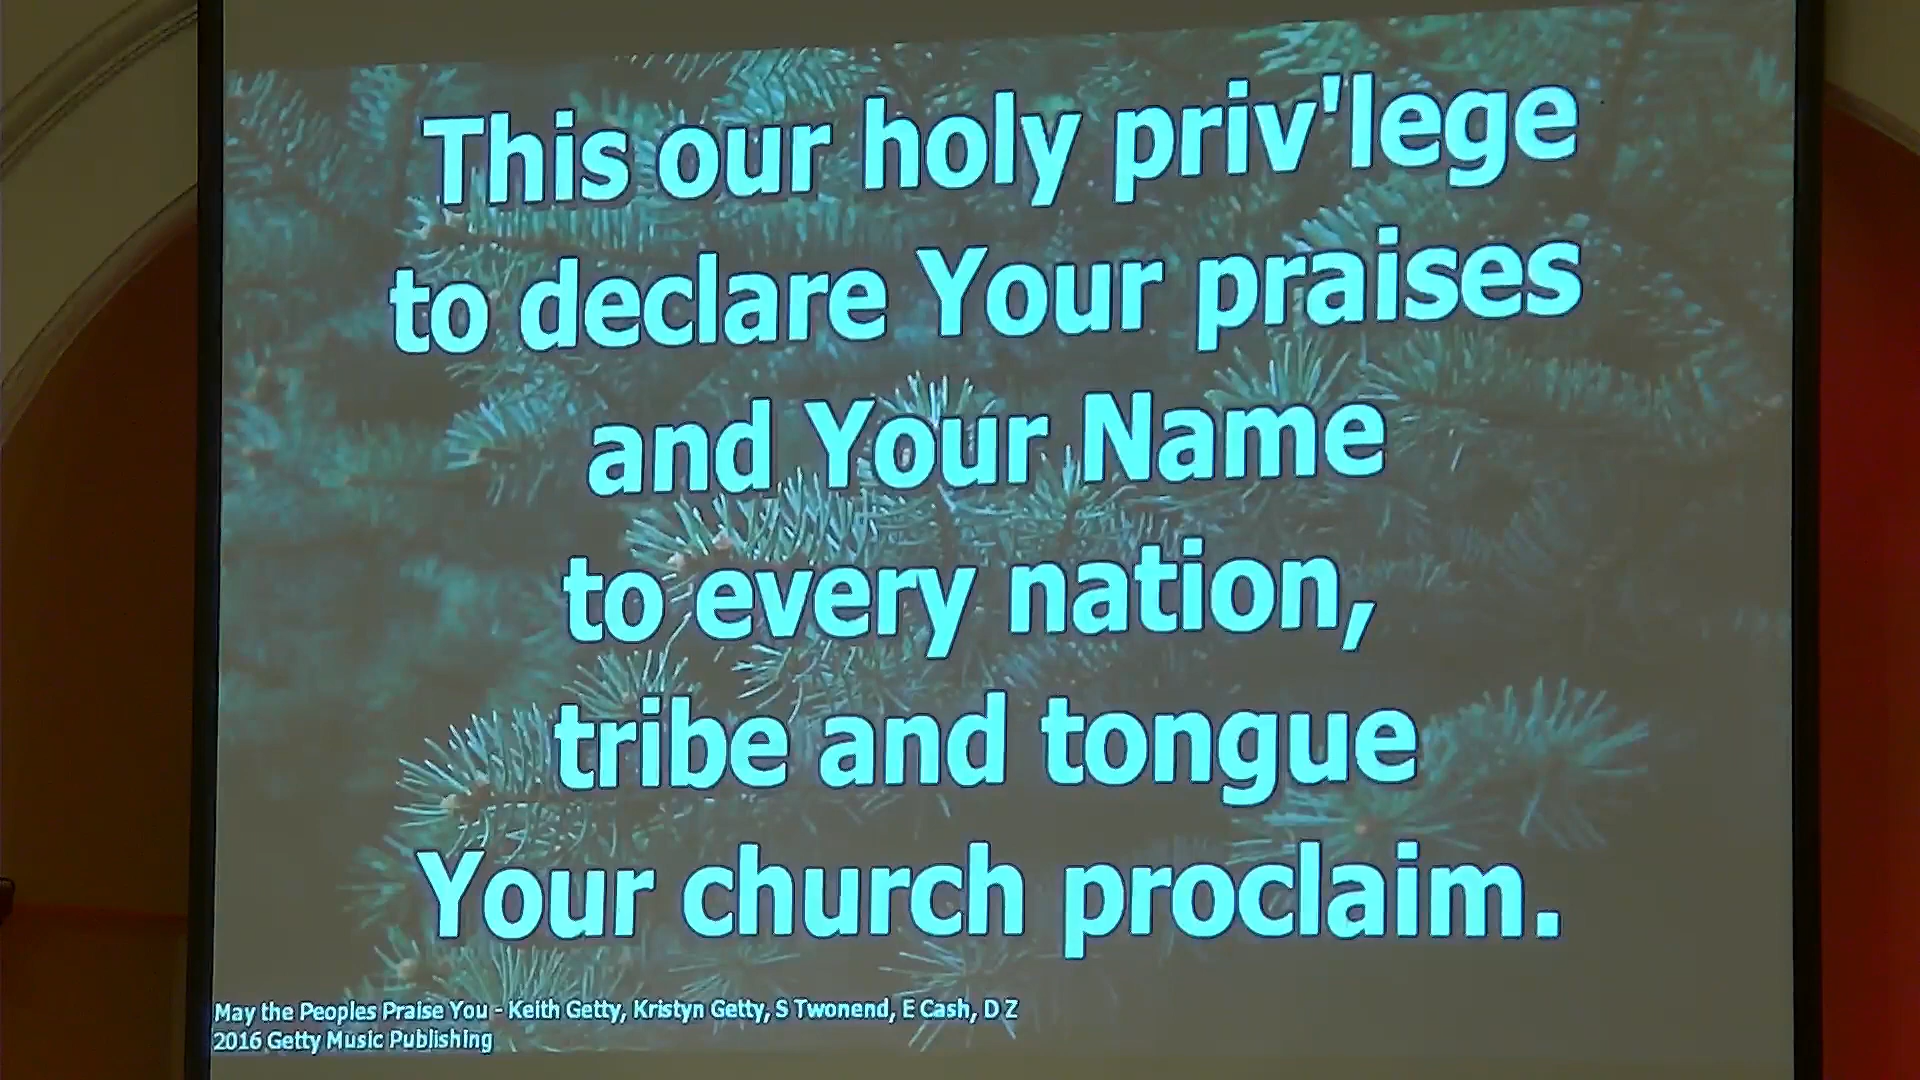 This our holy priv'lege
to declare Your praises
and Your Name
to every nation,
tribe and tongue
Your church proclaim.
May the Peoples Praise You - Keith Getty, Kristyn Getty, S Twonend, E Cash, D Z
2016 Getty Music Publishing